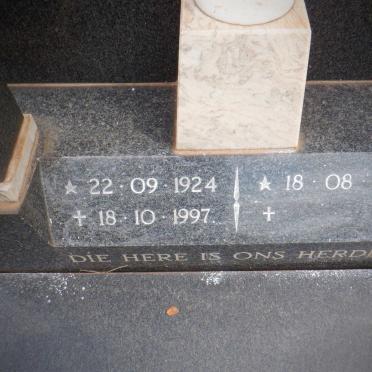 ★ 22·09·1924 ★ 18·08
✝ 18·10·1997. ✝
DIE HERE IS ONS